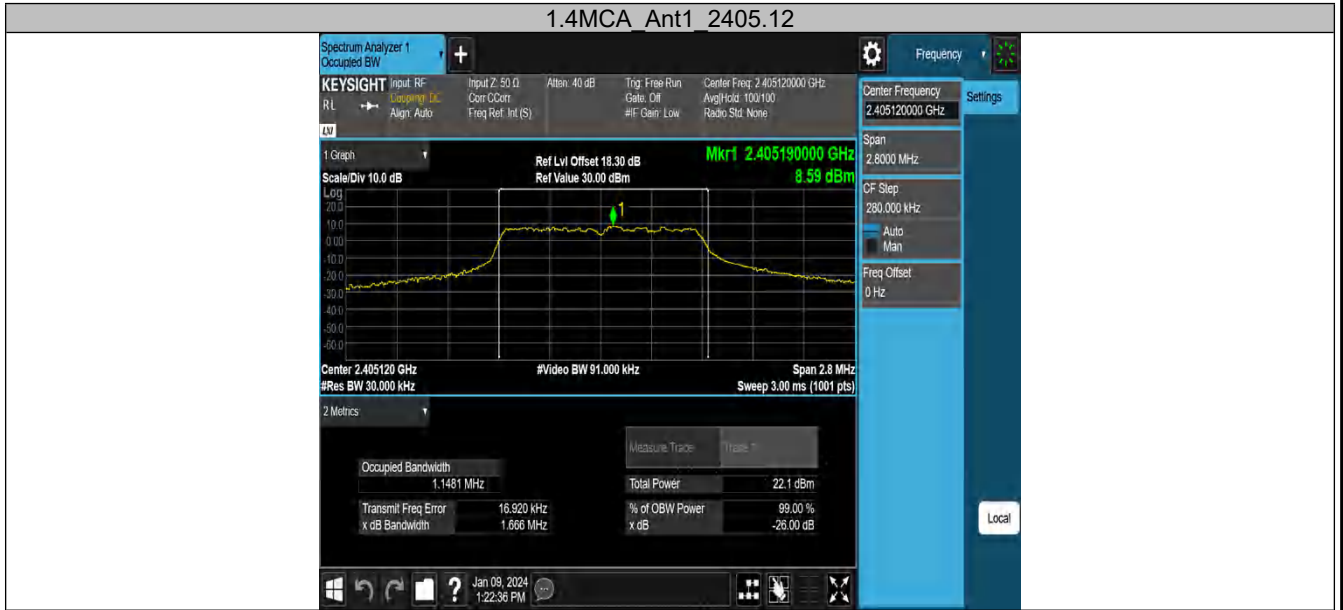 1.4MCA_Ant1_2405.12
Spectrum Analyzer 1
Occupied BW
+
Frequency
KEYSIGHT
RL
LXI
Input: RF
Coupling: DC
Align: Auto
Input Z: 50 Ω
Corr CCorr
Freq Ref: Int (S)
Atten: 40 dB
Trig: Free Run
Gate: Off
#IF Gain: Low
Center Freq: 2.405120000 GHz
Avg|Hold: 100/100
Radio Std: None
Center Frequency
2.405120000 GHz
Settings
Span
2.8000 MHz
CF Step
280.000 kHz
Auto
Man
Freq Offset
0 Hz
1 Graph
Scale/Div 10.0 dB
Ref Lvl Offset 18.30 dB
Ref Value 30.00 dBm
Mkr1 2.405190000 GHz
8.59 dBm
Log
20.0
10.0
0.00
-10.0
-20.0
-30.0
-40.0
-50.0
-60.0
1
Center 2.405120 GHz
#Res BW 30.000 kHz
#Video BW 91.000 kHz
Span 2.8 MHz
Sweep 3.00 ms (1001 pts)
2 Metrics
Measure Trace
Occupied Bandwidth
1.1481 MHz
Total Power 22.1 dBm
Transmit Freq Error 16.920 kHz
% of OBW Power 99.00 %
x dB Bandwidth 1.666 MHz
x dB -26.00 dB
Local
?
Jan 09, 2024
1:22:36 PM